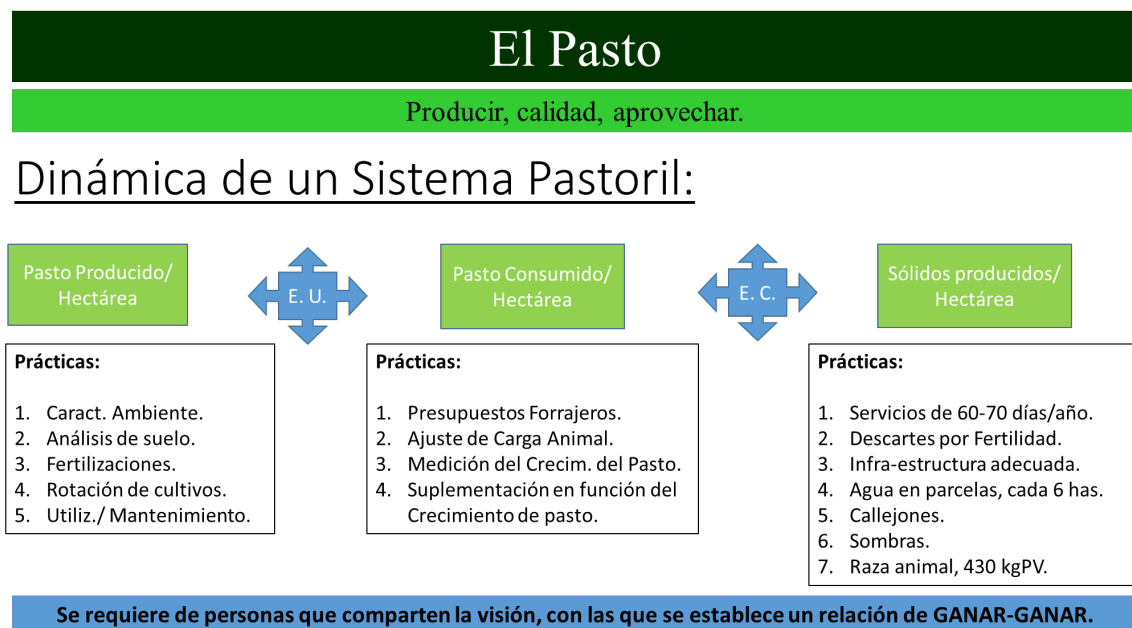 El Pasto
Producir, calidad, aprovechar.
Dinámica de un Sistema Pastoril:
Pasto Producido/
Hectárea
E. U.
Pasto Consumido/
Hectárea
E. C.
Sólidos producidos/
Hectárea
Prácticas:
1. Caract. Ambiente.
2. Análisis de suelo.
3. Fertilizaciones.
4. Rotación de cultivos.
5. Utiliz./ Mantenimiento.
Prácticas:
1. Presupuestos Forrajeros.
2. Ajuste de Carga Animal.
3. Medición del Crecim. del Pasto.
4. Suplementación en función del
Crecimiento de pasto.
Prácticas:
1. Servicios de 60-70 días/año.
2. Descartes por Fertilidad.
3. Infra-estructura adecuada.
4. Agua en parcelas, cada 6 has.
5. Callejones.
6. Sombras.
7. Raza animal, 430 kgPV.
Se requiere de personas que comparten la visión, con las que se establece un relación de GANAR-GANAR.